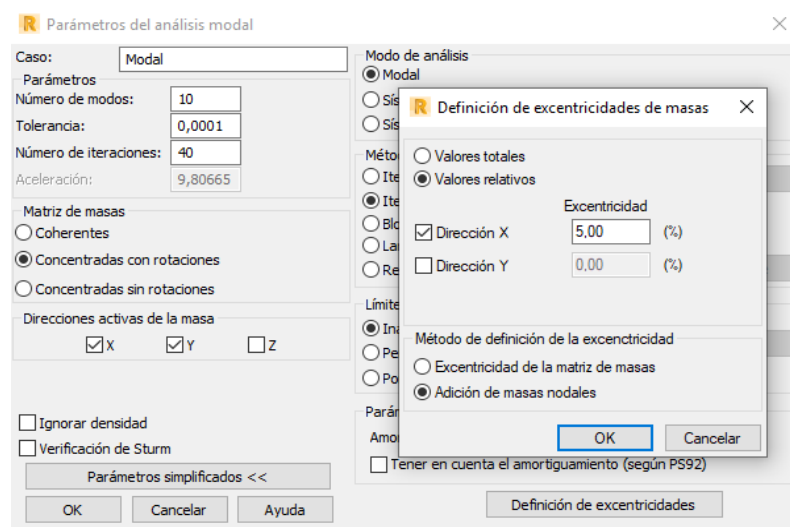 R Parámetros del análisis modal
Caso: Modal
Parámetros
Número de modos: 10
Tolerancia: 0,0001
Número de iteraciones: 40
Aceleración: 9,80665
Matriz de masas
Coherentes
Concentradas con rotaciones
Concentradas sin rotaciones
Direcciones activas de la masa
X Y Z
Ignorar densidad
Verificación de Sturm
Parámetros simplificados <<
OK Cancelar Ayuda
Modo de análisis
Modal
Límite
Tener en cuenta el amortiguamiento (según PS92)
Definición de excentricidades
R Definición de excentricidades de masas
Valores totales
Valores relativos
Excentricidad
Dirección X 5,00 (%)
Dirección Y 0,00 (%)
Método de definición de la excenctricidad
Excentricidad de la matriz de masas
Adición de masas nodales
OK Cancelar